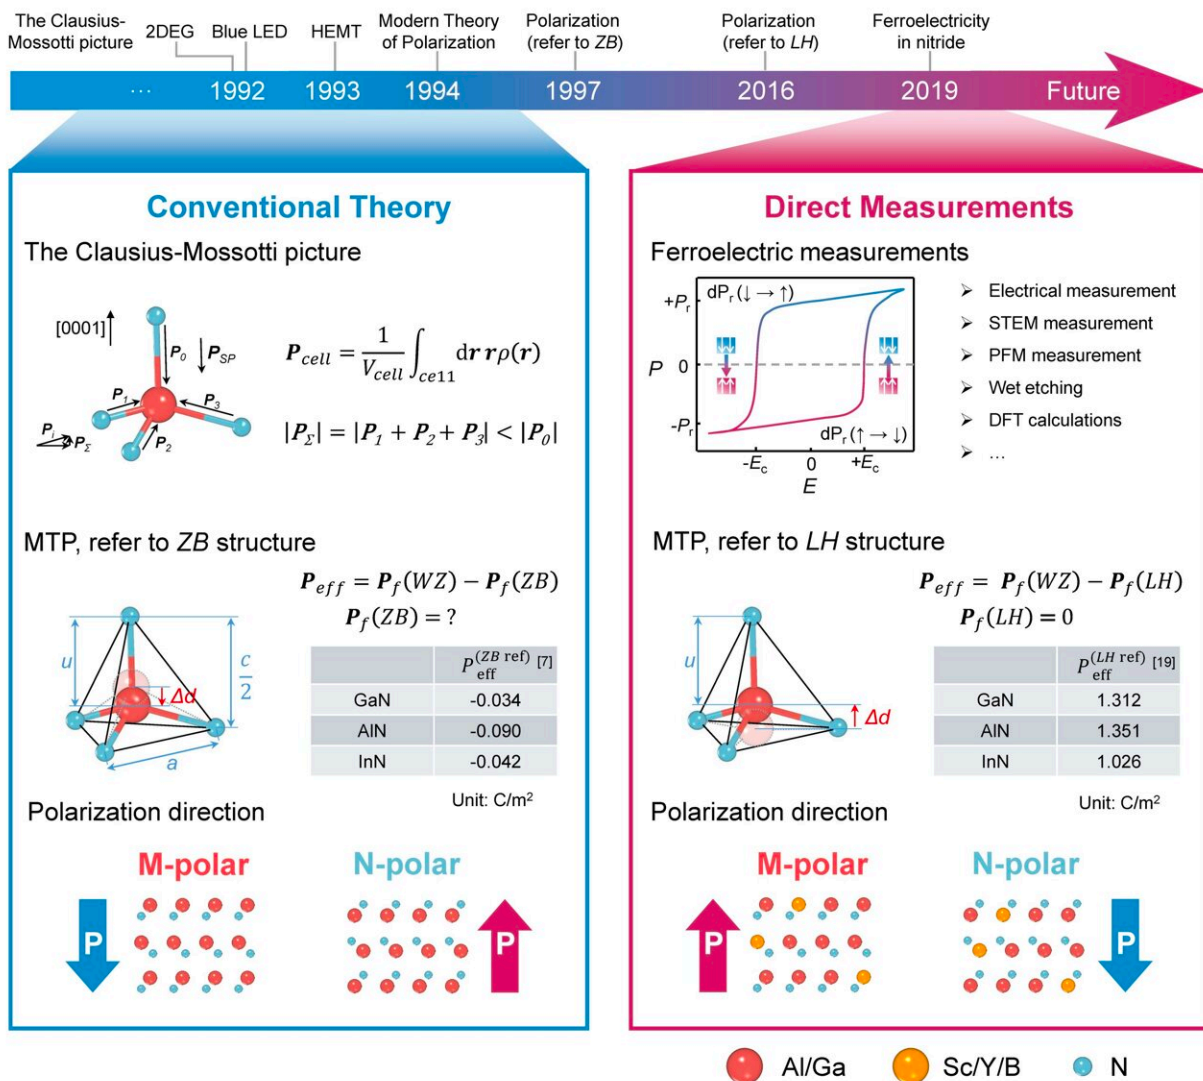 The Clausius-
Mossotti picture
2DEG
Blue LED
HEMT
Modern Theory
of Polarization
Polarization
(refer to ZB)
Polarization
(refer to LH)
Ferroelectricity
in nitride
...
1992
1993
1994
1997
2016
2019
Future
Conventional Theory
The Clausius-Mossotti picture
[0001]
P0
PSP
P1
P3
P2
Pi
PΣ
Pcell = 1/Vcell ∫ce11 dr rρ(r)
|PΣ| = |P1 + P2 + P3| < |P0|
MTP, refer to ZB structure
Peff = Pf(WZ) − Pf(ZB)
Pf(ZB) = ?
u
c/2
Δd
a
Peff(ZB ref) [7]
GaN -0.034
AlN -0.090
InN -0.042
Unit: C/m²
Polarization direction
M-polar
N-polar
P
P
Direct Measurements
Ferroelectric measurements
dPr(↓ → ↑)
+Pr
P
0
-Pr
dPr(↑ → ↓)
-Ec
0
+Ec
E
➢ Electrical measurement
➢ STEM measurement
➢ PFM measurement
➢ Wet etching
➢ DFT calculations
➢ ...
MTP, refer to LH structure
Peff = Pf(WZ) − Pf(LH)
Pf(LH) = 0
u
Δd
Peff(LH ref) [19]
GaN 1.312
AlN 1.351
InN 1.026
Unit: C/m²
Polarization direction
M-polar
N-polar
P
P
Al/Ga
Sc/Y/B
N